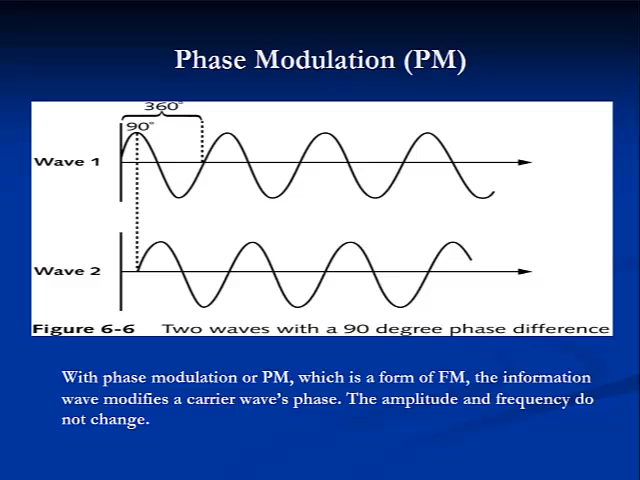 Phase Modulation (PM)
360°
90°
Wave 1
Wave 2
Figure 6-6 Two waves with a 90 degree phase difference
With phase modulation or PM, which is a form of FM, the information
wave modifies a carrier wave's phase. The amplitude and frequency do
not change.